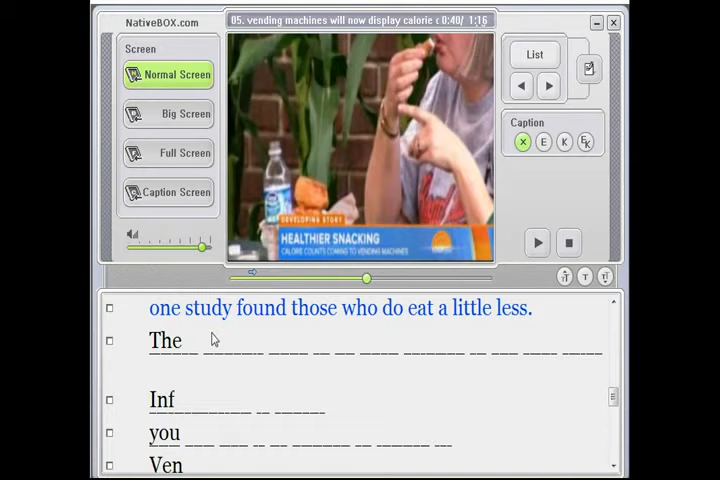 NativeBOX.com
05. vending machines will now display calorie c 0:40/ 1:16
Screen
Normal Screen
Big Screen
Full Screen
Caption Screen
List
Caption
X
E
K
EK
DEVELOPING STORY
HEALTHIER SNACKING
CALORIE COUNTS COMING TO VENDING MACHINES
T
T
T
one study found those who do eat a little less.
The
Inf
you
Ven